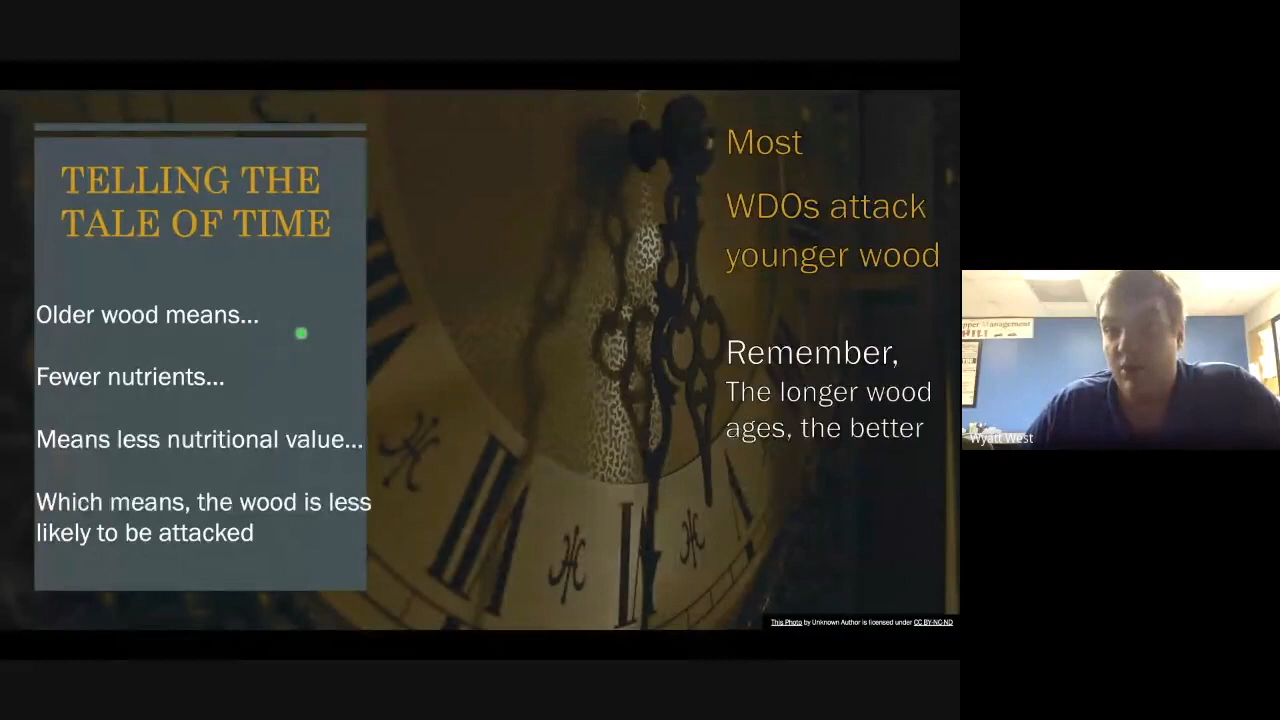 TELLING THE
TALE OF TIME
Older wood means...
Fewer nutrients...
Means less nutritional value...
Which means, the wood is less
likely to be attacked
Most
WDOs attack
younger wood
Remember,
The longer wood
ages, the better
This Photo by Unknown Author is licensed under CC BY-NC-ND
Management
Wyatt West